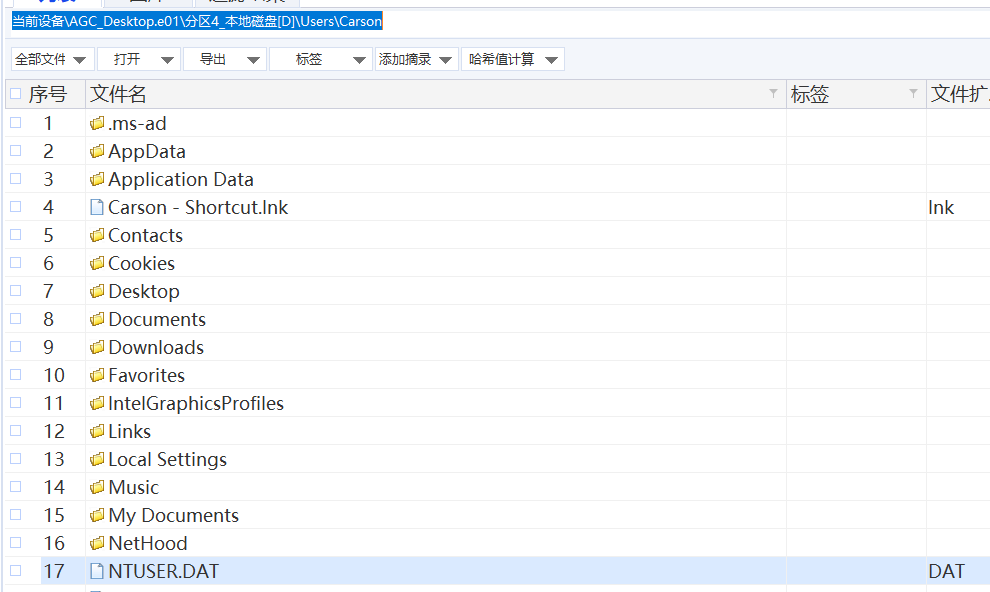 当前设备\AGC_Desktop.e01\分区4_本地磁盘[D]\Users\Carson
全部文件 打开 导出 标签 添加摘录 哈希值计算
序号 文件名 标签 文件扩
1 .ms-ad
2 AppData
3 Application Data
4 Carson - Shortcut.lnk lnk
5 Contacts
6 Cookies
7 Desktop
8 Documents
9 Downloads
10 Favorites
11 IntelGraphicsProfiles
12 Links
13 Local Settings
14 Music
15 My Documents
16 NetHood
17 NTUSER.DAT DAT